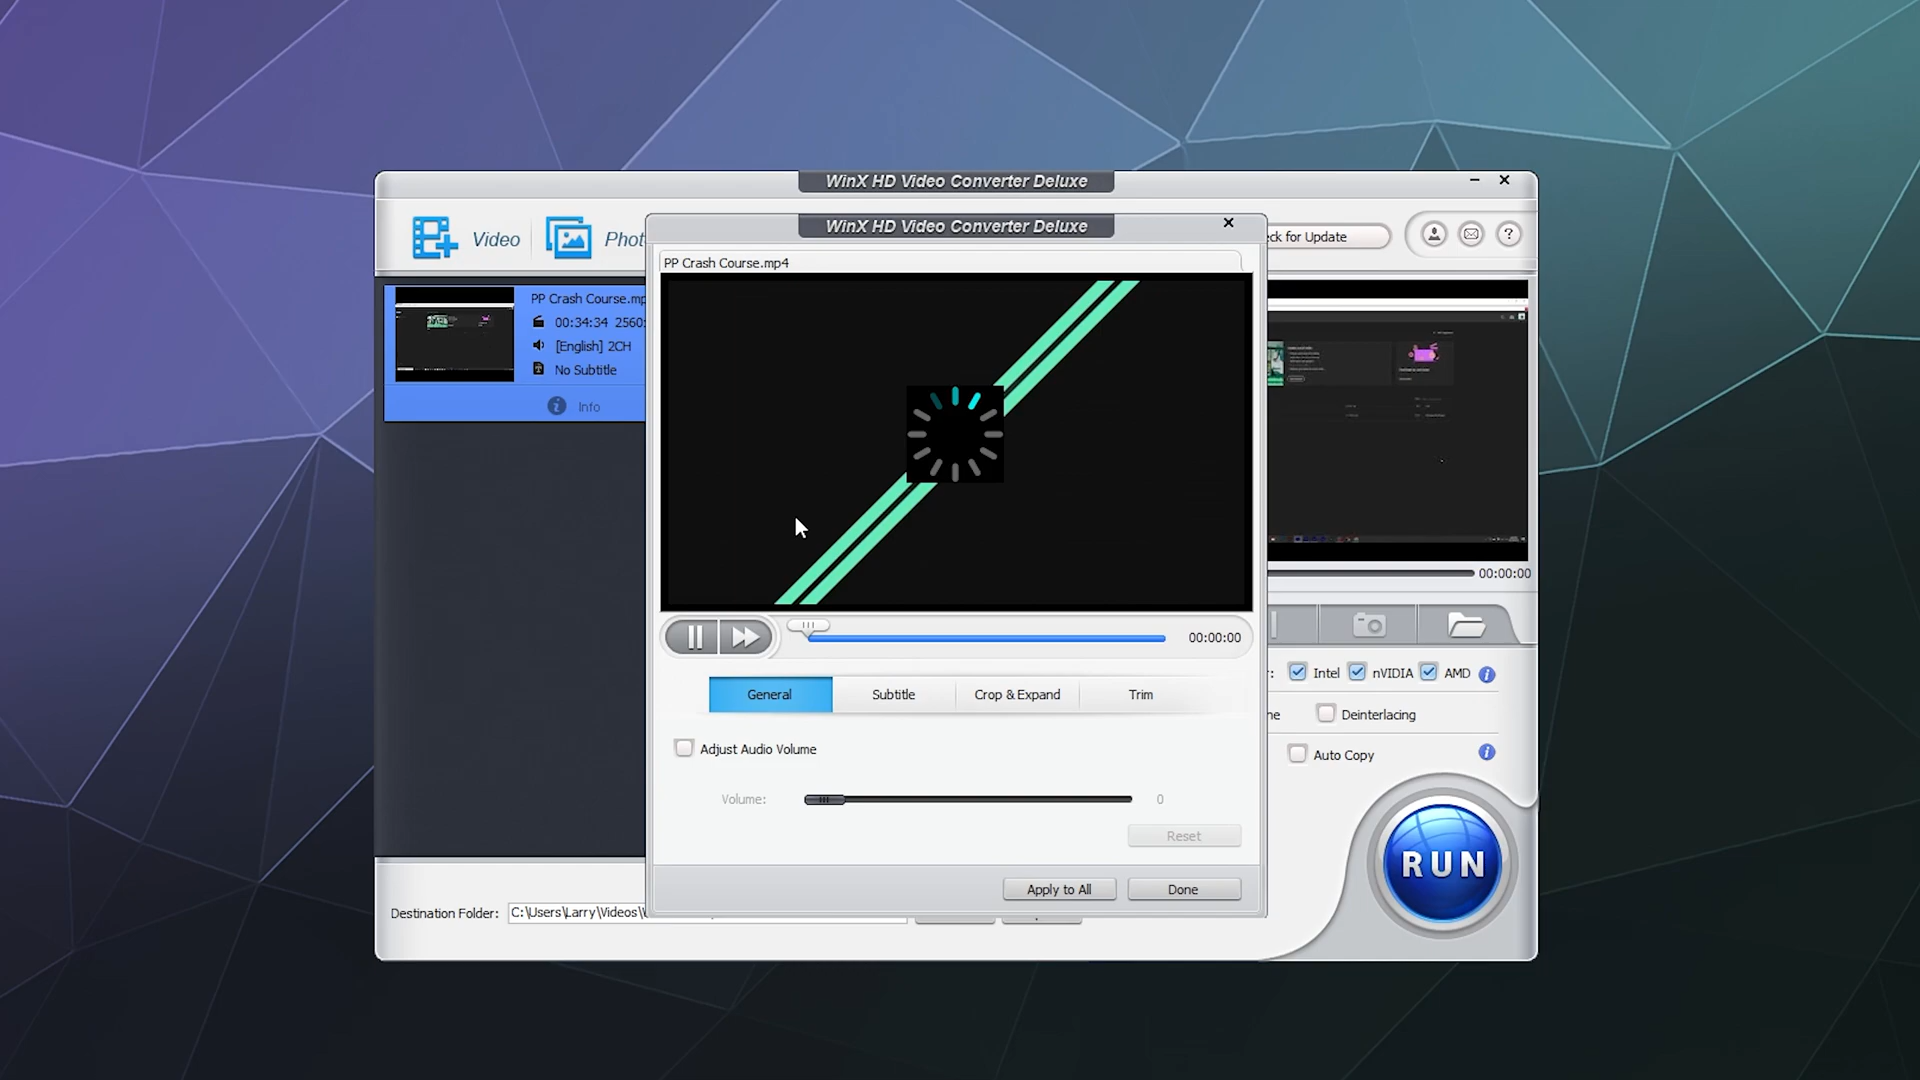 WinX HD Video Converter Deluxe
Video
Phot
WinX HD Video Converter Deluxe
ck for Update
?
PP Crash Course.mp4
PP Crash Course.mp
00:34:34 2560
[English] 2CH
No Subtitle
Info
00:00:00
00:00:00
General
Subtitle
Crop & Expand
Trim
Intel
nVIDIA
AMD
ne
Deinterlacing
Adjust Audio Volume
Auto Copy
Volume:
0
Reset
RUN
Apply to All
Done
Destination Folder:
C:\Users\Larry\Videos\